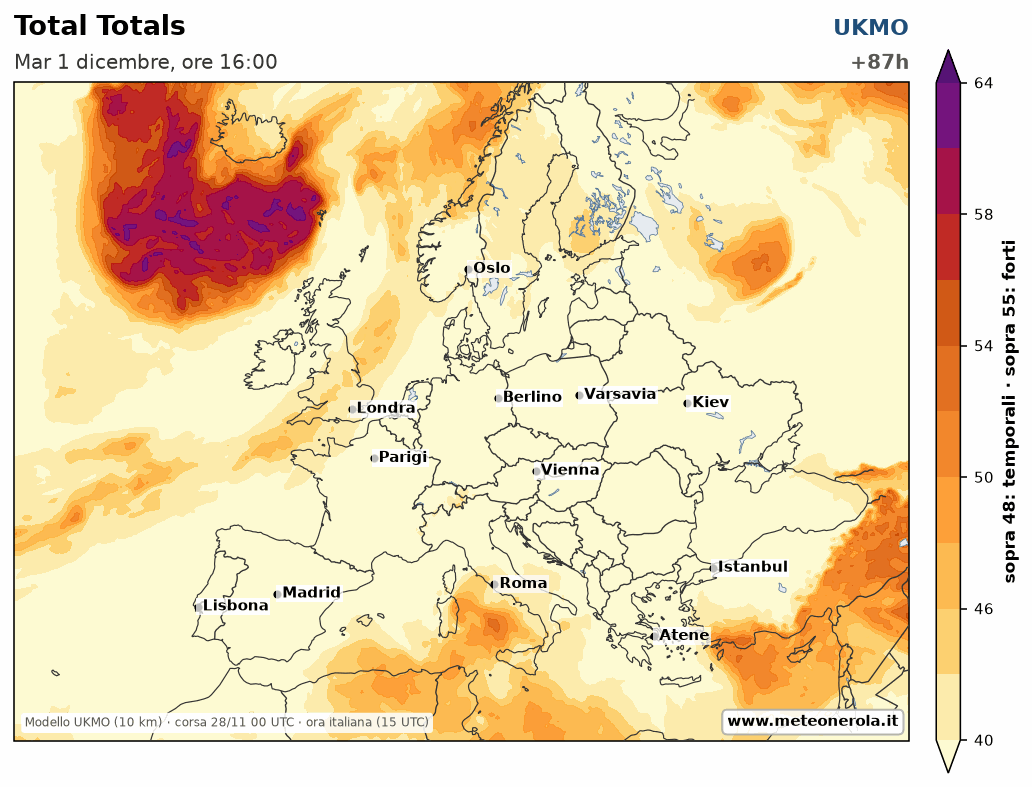 Total Totals
UKMO
Mar 1 dicembre, ore 16:00
+87h
64
58
54
50
46
40
sopra 48: temporali · sopra 55: forti
Oslo
Londra
Berlino
Varsavia
Kiev
Parigi
Vienna
Istanbul
Roma
Madrid
Lisbona
Atene
Modello UKMO (10 km) · corsa 28/11 00 UTC · ora italiana (15 UTC)
www.meteonerola.it